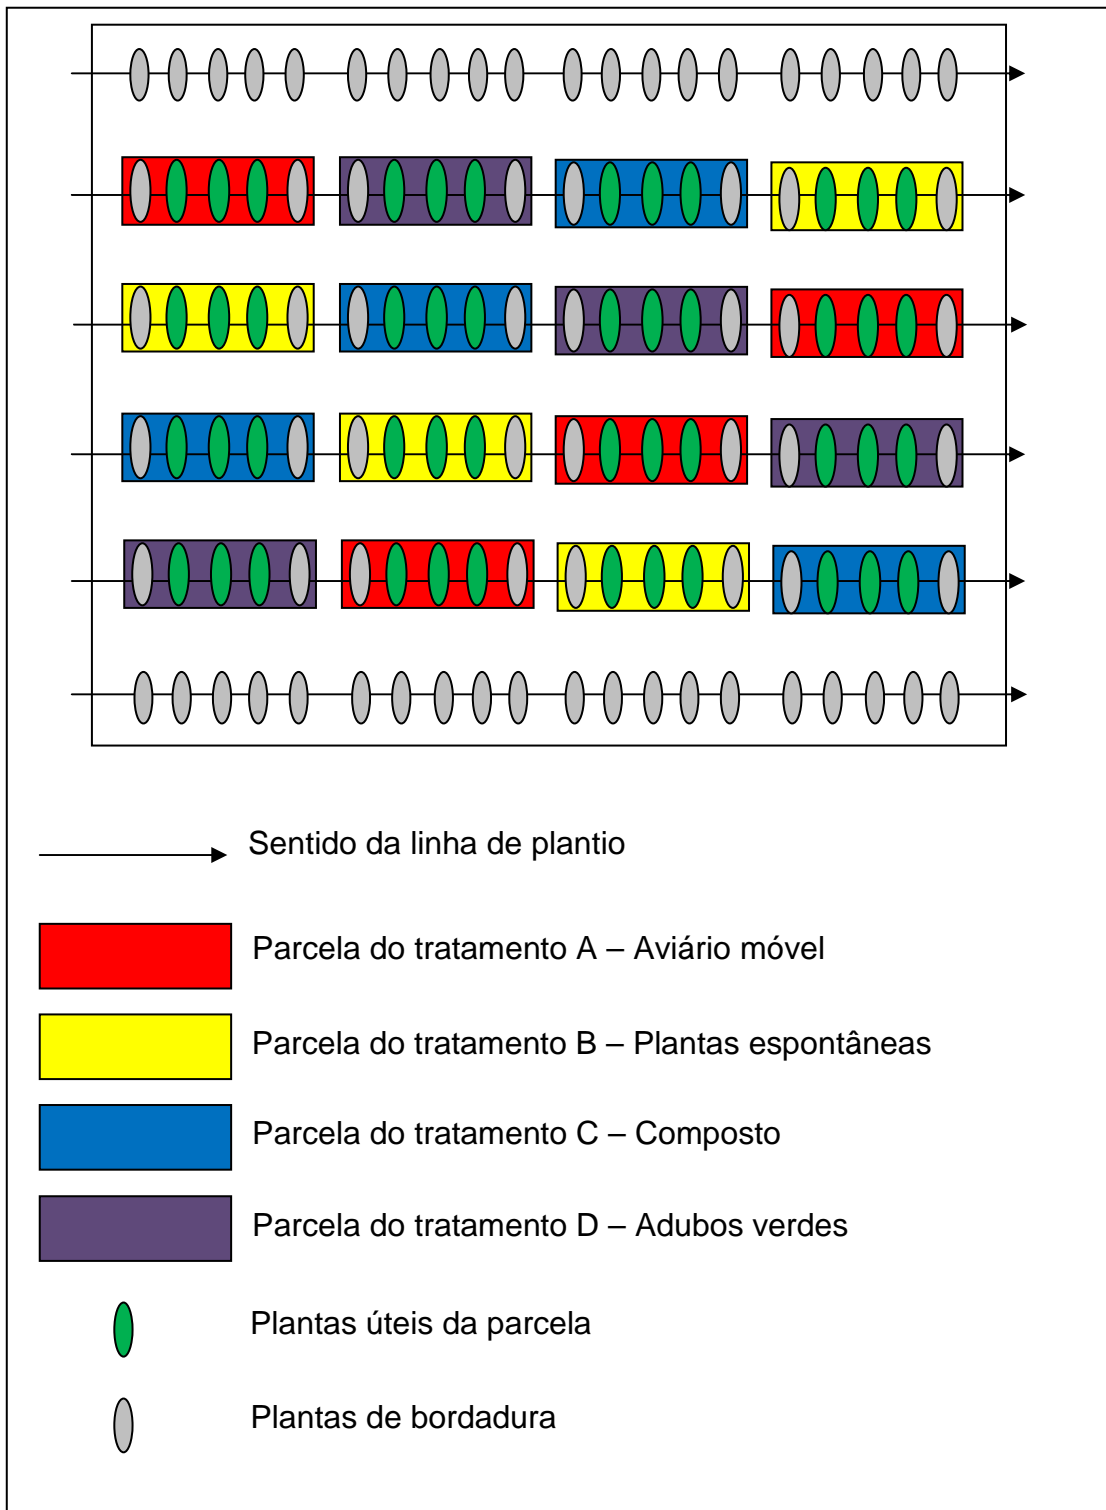 Sentido da linha de plantio
Parcela do tratamento A – Aviário móvel
Parcela do tratamento B – Plantas espontâneas
Parcela do tratamento C – Composto
Parcela do tratamento D – Adubos verdes
Plantas úteis da parcela
Plantas de bordadura